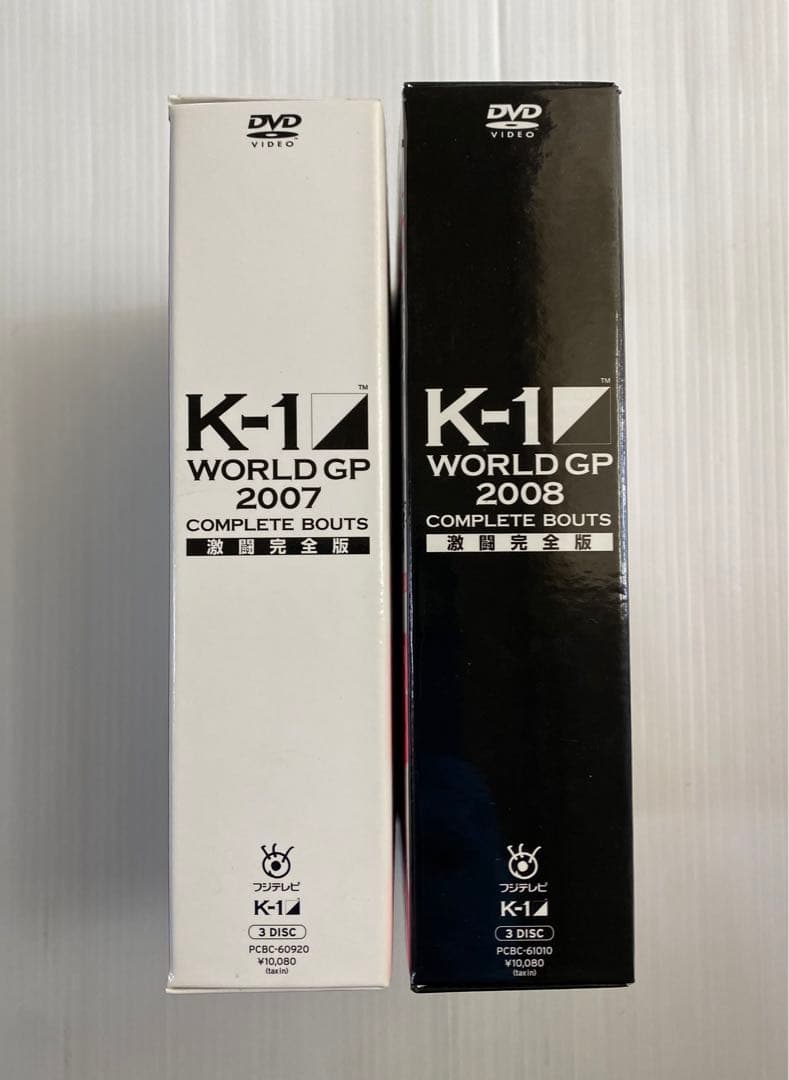 DVD
VIDEO
K-1 ™
WORLD GP
2007
COMPLETE BOUTS
激闘完全版
フジテレビ
K-1
3 DISC
PCBC-60920
¥10,080
(tax in)
DVD
VIDEO
K-1 ™
WORLD GP
2008
COMPLETE BOUTS
激闘完全版
フジテレビ
K-1
3 DISC
PCBC-61010
¥10,080
(tax in)